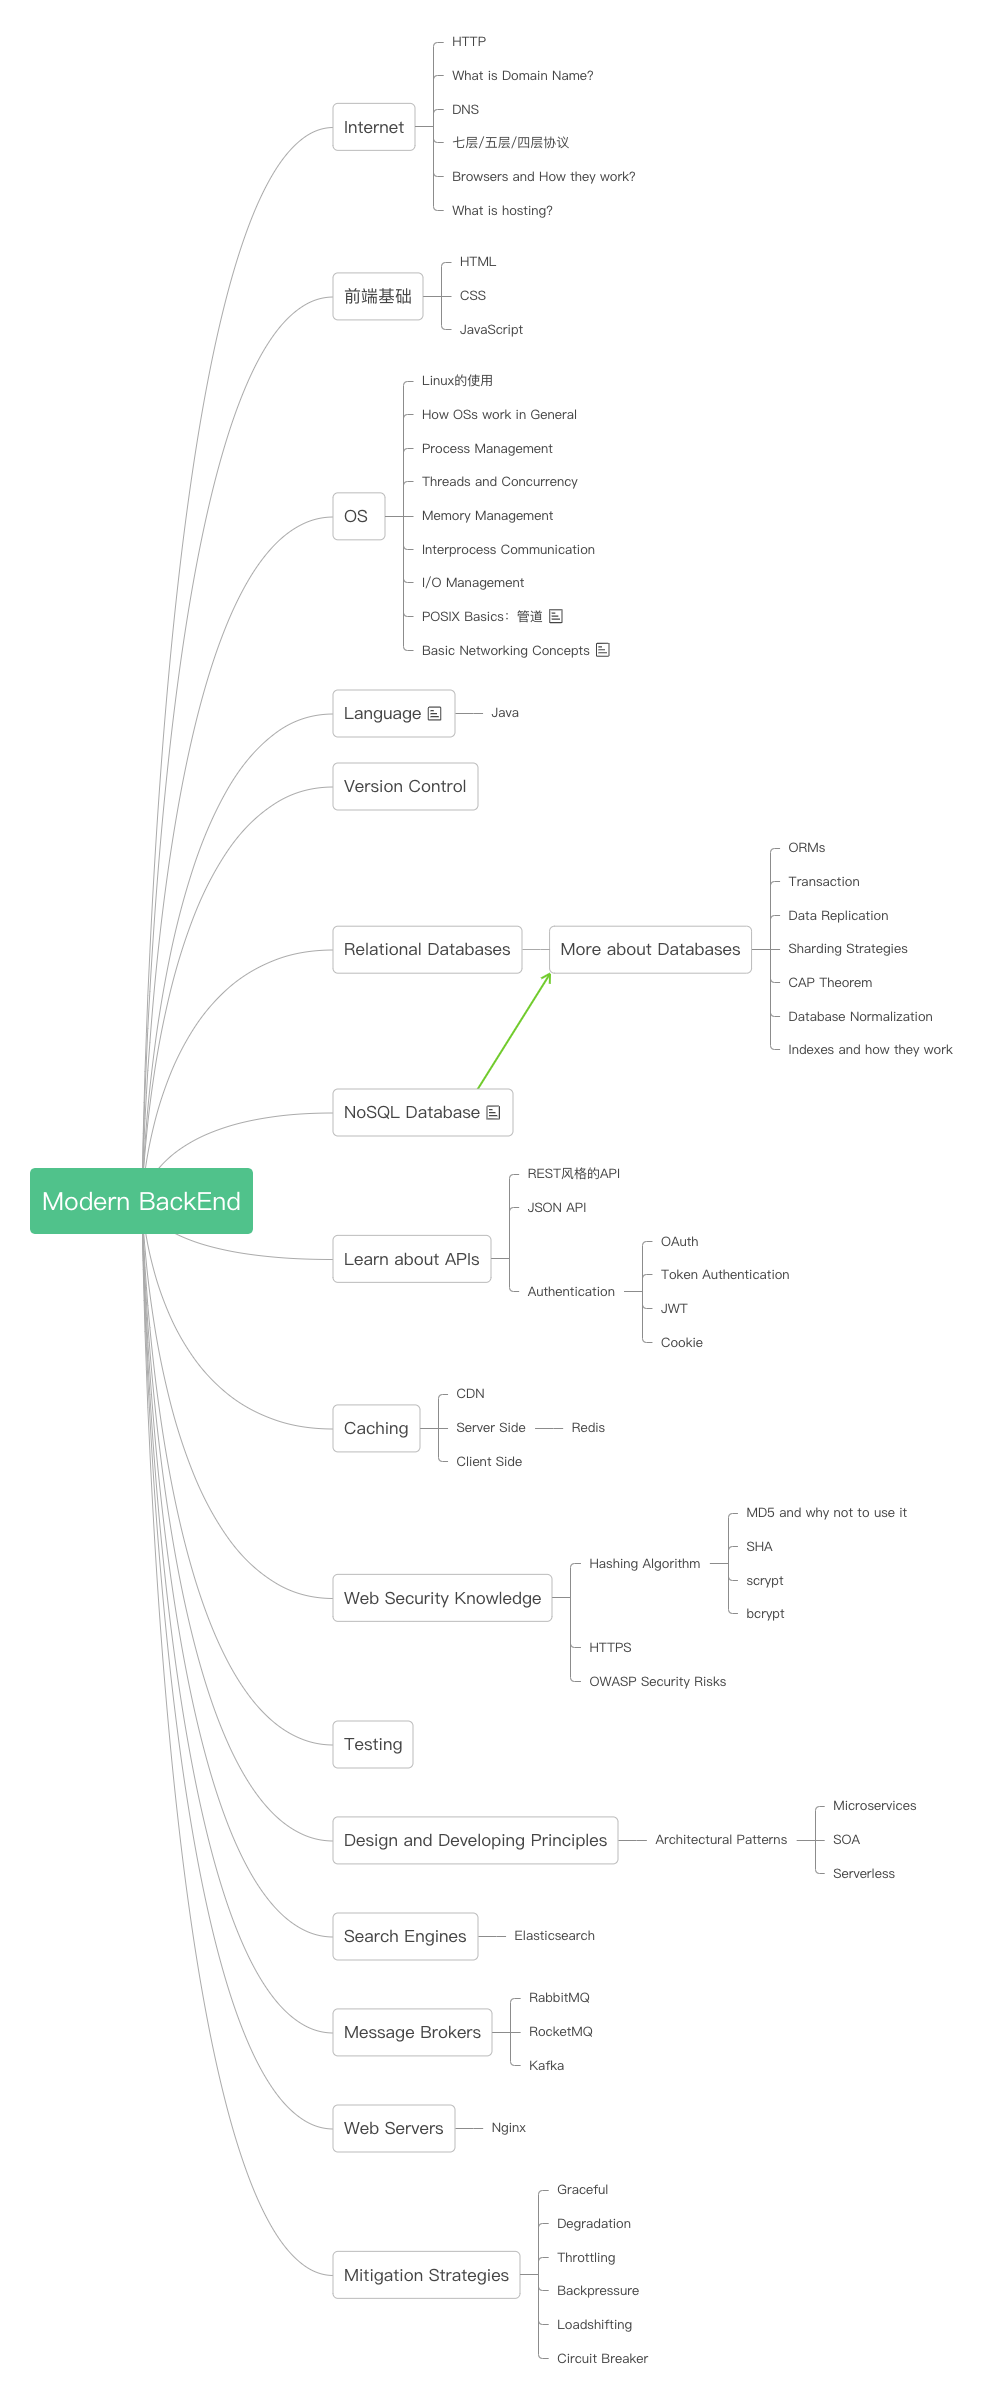 Modern BackEnd
Internet
HTTP
What is Domain Name?
DNS
七层/五层/四层协议
Browsers and How they work?
What is hosting?
前端基础
HTML
CSS
JavaScript
OS
Linux的使用
How OSs work in General
Process Management
Threads and Concurrency
Memory Management
Interprocess Communication
I/O Management
POSIX Basics：管道
Basic Networking Concepts
Language
Java
Version Control
Relational Databases
More about Databases
ORMs
Transaction
Data Replication
Sharding Strategies
CAP Theorem
Database Normalization
Indexes and how they work
NoSQL Database
Learn about APIs
REST风格的API
JSON API
Authentication
OAuth
Token Authentication
JWT
Cookie
Caching
CDN
Server Side
Redis
Client Side
Web Security Knowledge
Hashing Algorithm
MD5 and why not to use it
SHA
scrypt
bcrypt
HTTPS
OWASP Security Risks
Testing
Design and Developing Principles
Architectural Patterns
Microservices
SOA
Serverless
Search Engines
Elasticsearch
Message Brokers
RabbitMQ
RocketMQ
Kafka
Web Servers
Nginx
Mitigation Strategies
Graceful
Degradation
Throttling
Backpressure
Loadshifting
Circuit Breaker